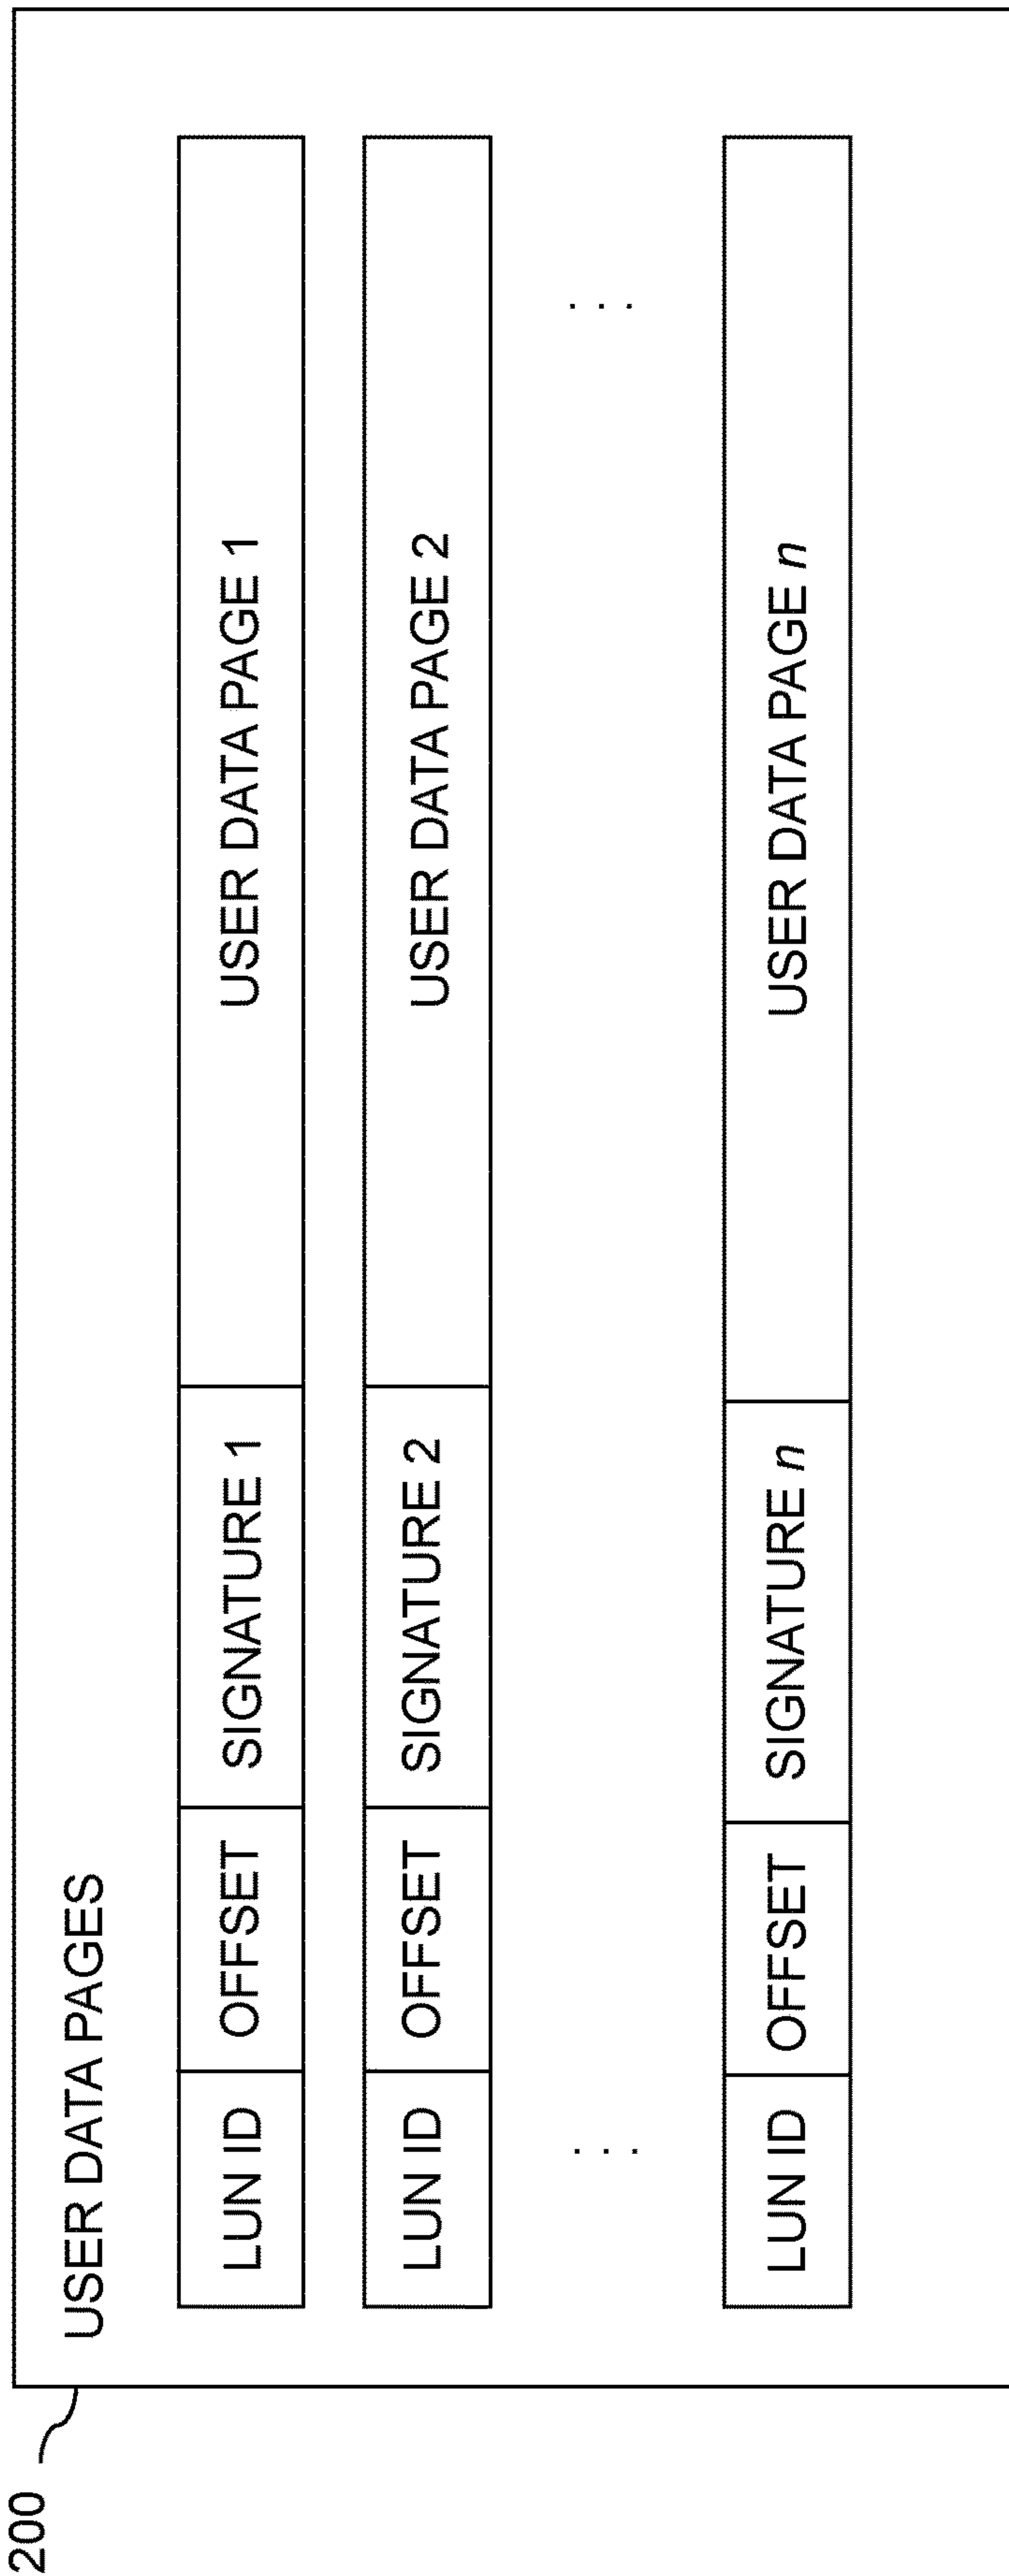 200
USER DATA PAGES
LUN ID OFFSET SIGNATURE 1 USER DATA PAGE 1
LUN ID OFFSET SIGNATURE 2 USER DATA PAGE 2
. . . . . .
LUN ID OFFSET SIGNATURE n USER DATA PAGE n